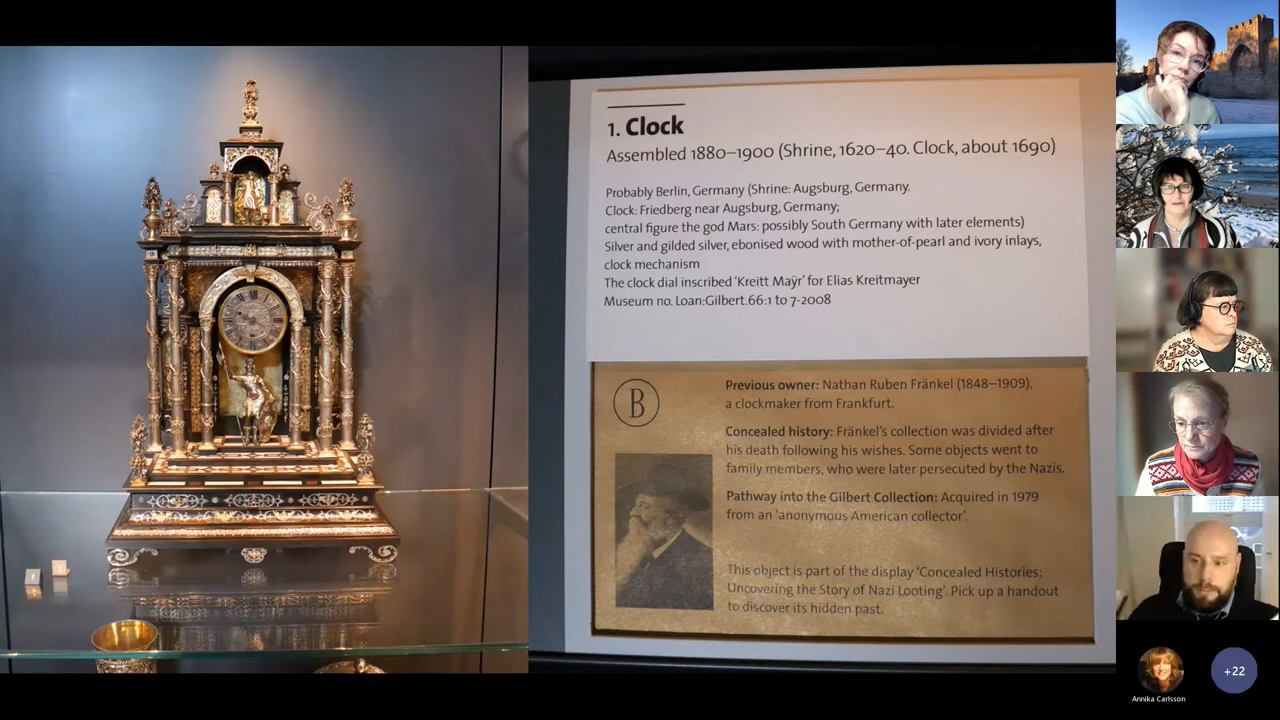 1. Clock
Assembled 1880–1900 (Shrine, 1620–40. Clock, about 1690)
Probably Berlin, Germany (Shrine: Augsburg, Germany.
Clock: Friedberg near Augsburg, Germany;
central figure the god Mars: possibly South Germany with later elements)
Silver and gilded silver, ebonised wood with mother-of-pearl and ivory inlays,
clock mechanism
The clock dial inscribed ‘Kreitt Maÿr’ for Elias Kreitmayer
Museum no. Loan:Gilbert.66:1 to 7-2008
B
Previous owner: Nathan Ruben Fränkel (1848–1909),
a clockmaker from Frankfurt.
Concealed history: Fränkel’s collection was divided after
his death following his wishes. Some objects went to
family members, who were later persecuted by the Nazis.
Pathway into the Gilbert Collection: Acquired in 1979
from an ‘anonymous American collector’.
This object is part of the display ‘Concealed Histories:
Uncovering the Story of Nazi Looting’. Pick up a handout
to discover its hidden past.
Annika Carlsson
+22